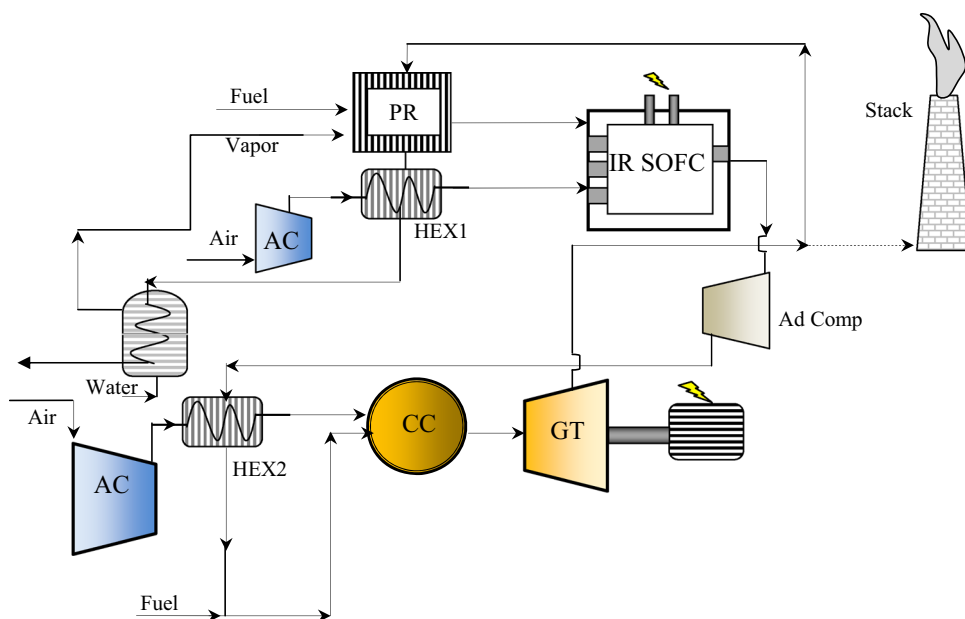 Fuel
PR
Stack
Vapor
IR SOFC
Air
AC
HEX1
Ad Comp
Water
Air
CC
GT
AC
HEX2
Fuel